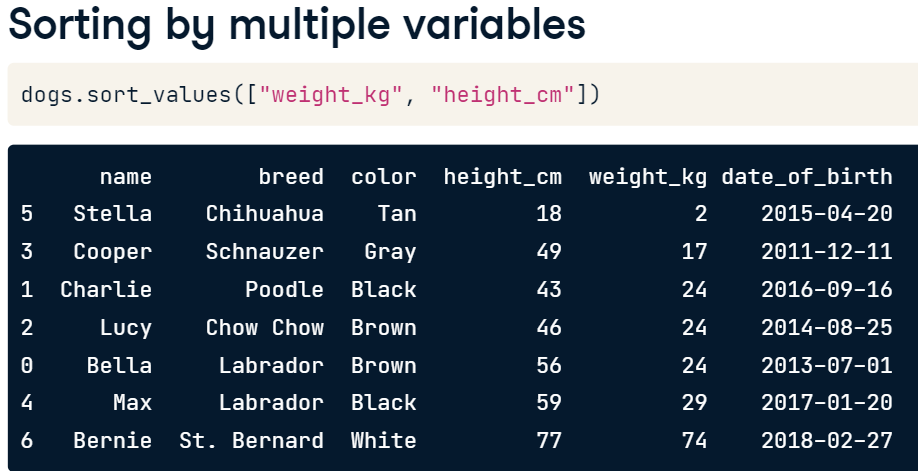 Sorting by multiple variables
dogs.sort_values(["weight_kg", "height_cm"])
name breed color height_cm weight_kg date_of_birth
5 Stella Chihuahua Tan 18 2 2015-04-20
3 Cooper Schnauzer Gray 49 17 2011-12-11
1 Charlie Poodle Black 43 24 2016-09-16
2 Lucy Chow Chow Brown 46 24 2014-08-25
0 Bella Labrador Brown 56 24 2013-07-01
4 Max Labrador Black 59 29 2017-01-20
6 Bernie St. Bernard White 77 74 2018-02-27